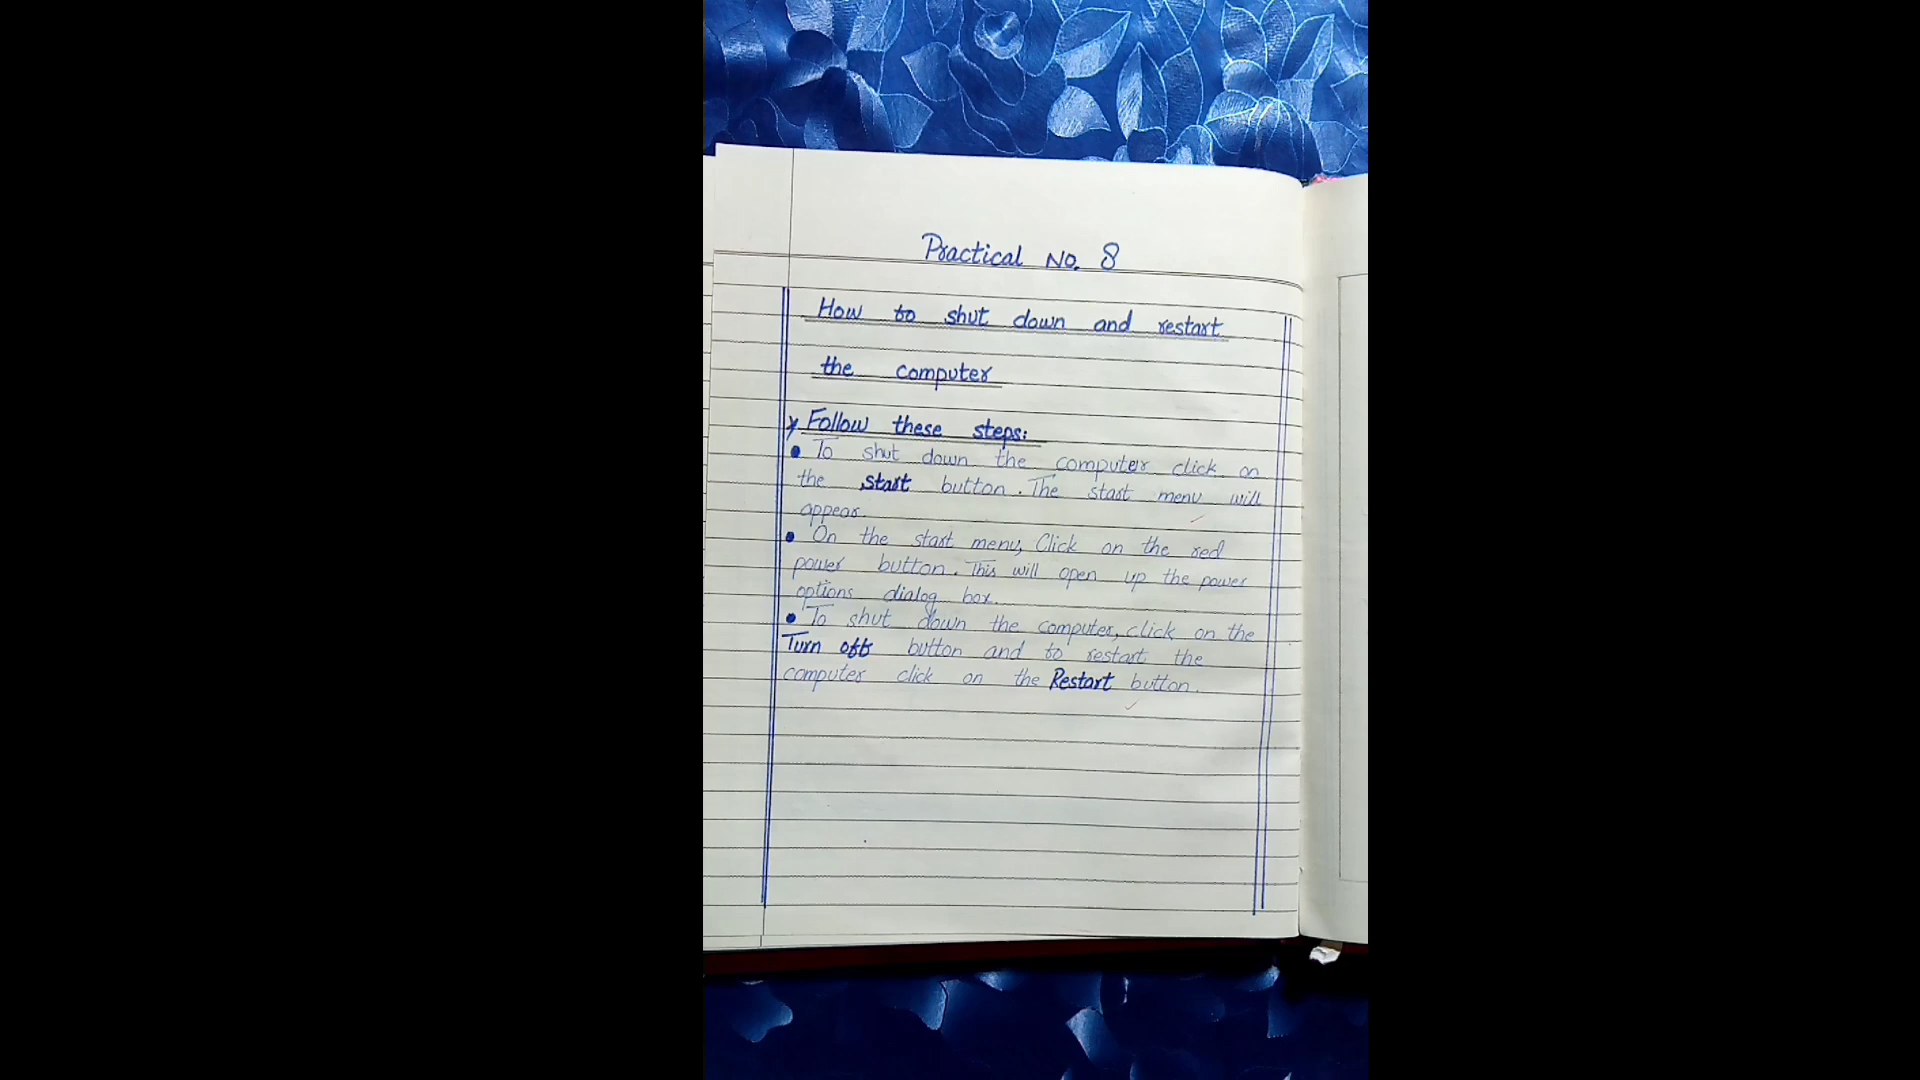 Practical No. 8
How to shut down and restart
the computer
Follow these steps:
• To shut down the computer click on
the Start button. The start menu will
appear.
• On the start menu, Click on the red
power button. This will open up the power
options dialog box.
• To shut down the computer, click on the
Turn off button and to restart the
computer click on the Restart button.